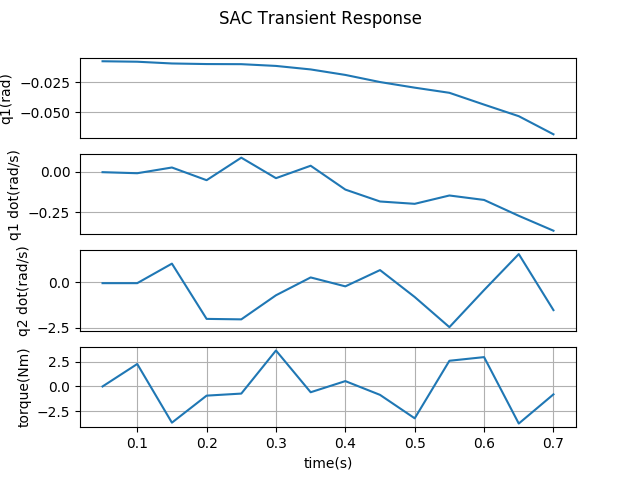 SAC Transient Response
q1(rad)
−0.025
−0.050
q1 dot(rad/s)
0.00
−0.25
q2 dot(rad/s)
0.0
−2.5
torque(Nm)
2.5
0.0
−2.5
0.1 0.2 0.3 0.4 0.5 0.6 0.7
time(s)